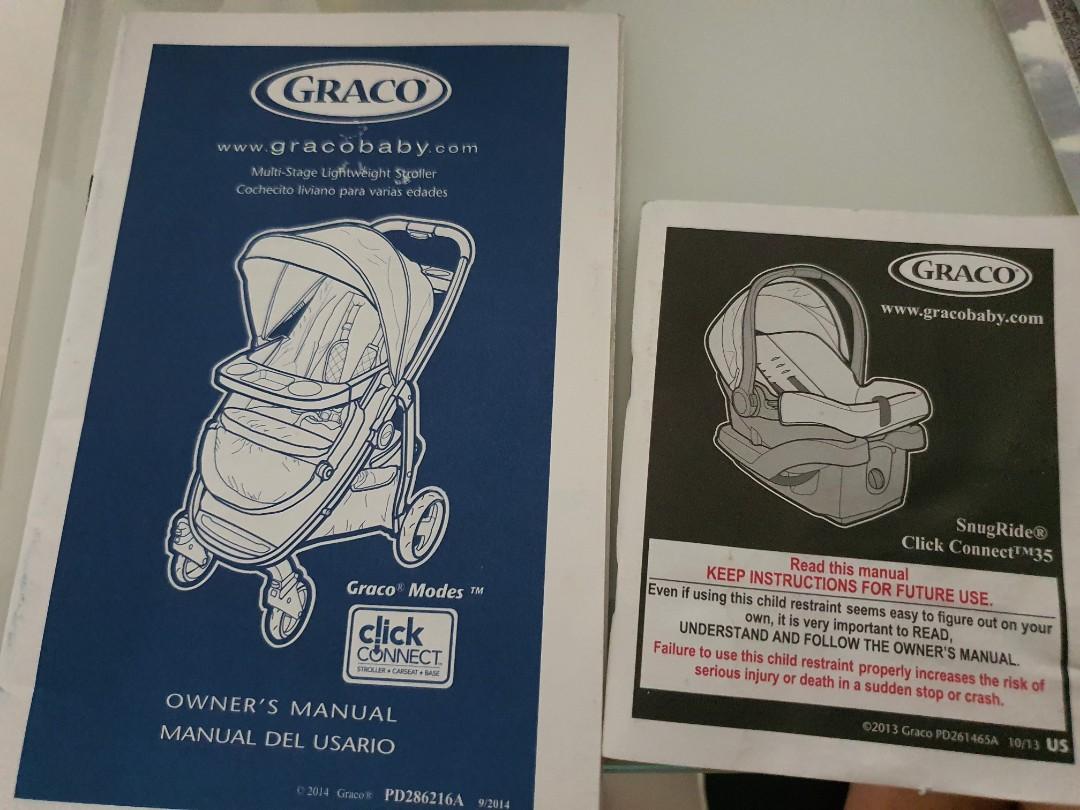 GRACO
www.gracobaby.com
Multi-Stage Lightweight Stroller
Cochecito liviano para varias edades
Graco® Modes ™
click
CONNECT™
STROLLER • CARSEAT • BASE
OWNER'S MANUAL
MANUAL DEL USARIO
© 2014 Graco® PD286216A 9/2014
GRACO®
www.gracobaby.com
SnugRide®
Click Connect™35
Read this manual
KEEP INSTRUCTIONS FOR FUTURE USE.
Even if using this child restraint seems easy to figure out on your
own, it is very important to READ,
UNDERSTAND AND FOLLOW THE OWNER'S MANUAL.
Failure to use this child restraint properly increases the risk of
serious injury or death in a sudden stop or crash.
©2013 Graco PD261465A 10/13 US